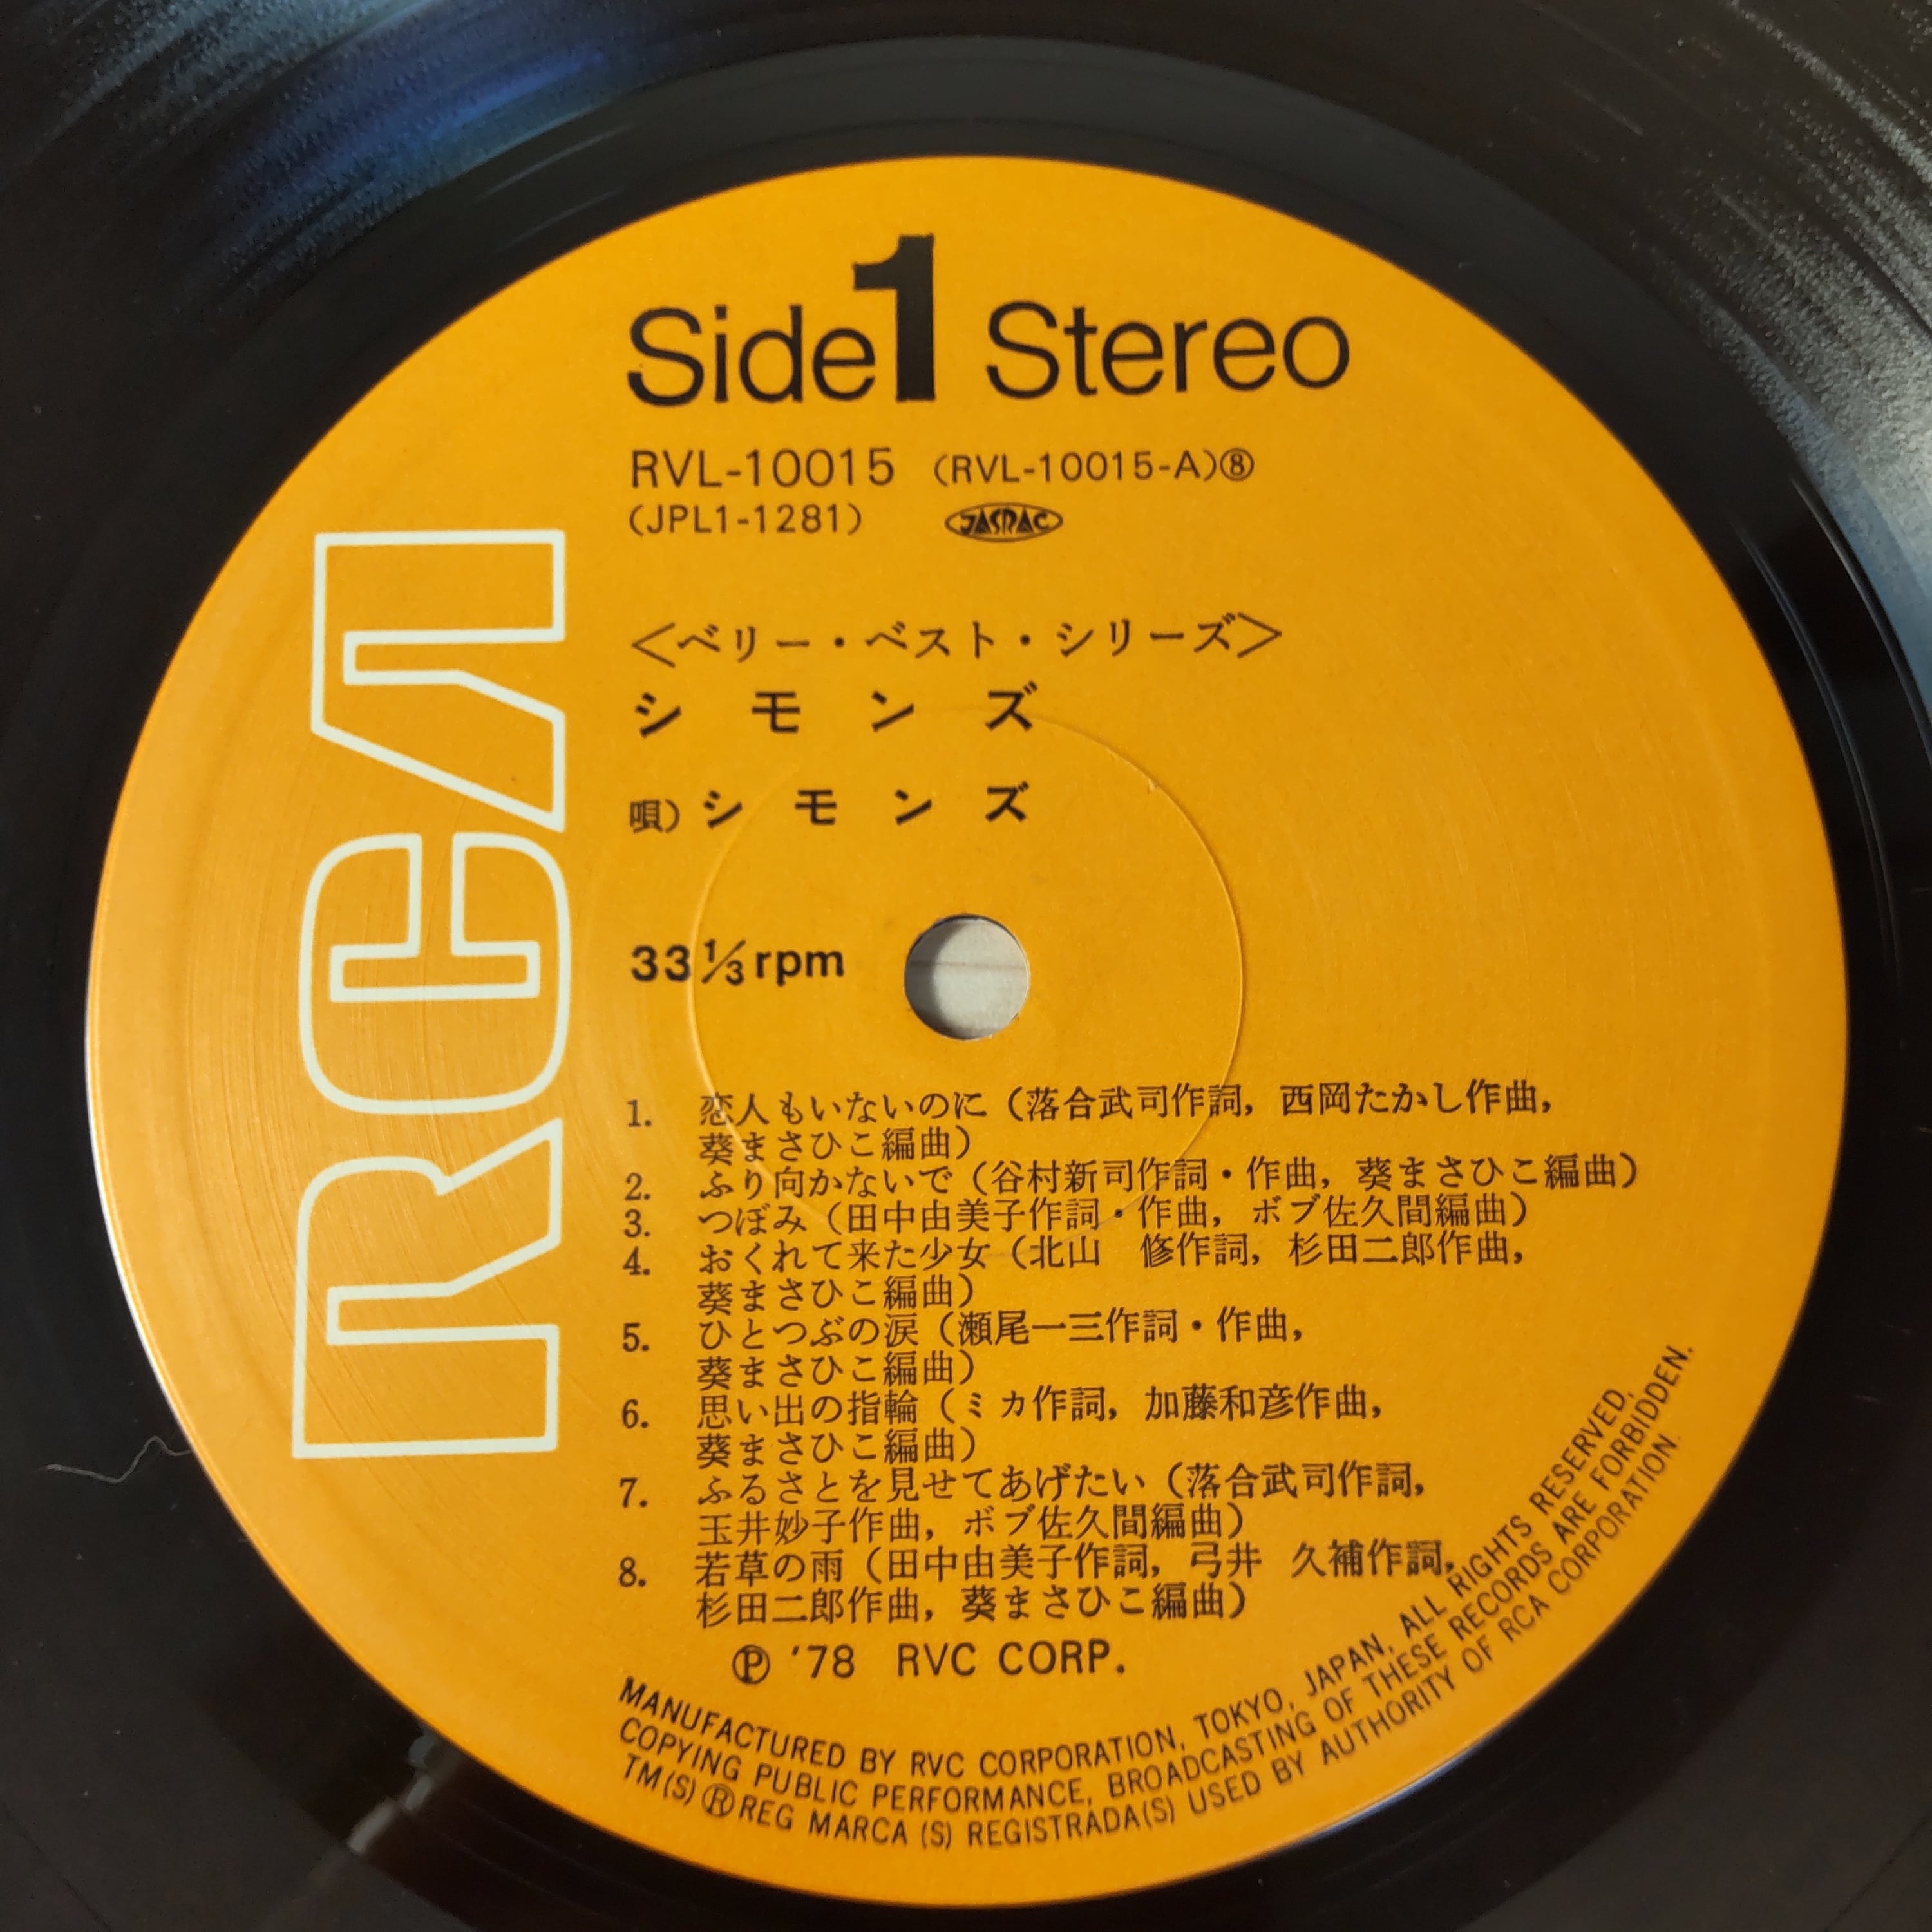 Side 1 Stereo
RVL-10015 (RVL-10015-A)⑧
(JPL1-1281) JASRAC
<ベリー・ベスト・シリーズ>
シモンズ
唄)シモンズ
33⅓rpm
RCA
1. 恋人もいないのに(落合武司作詞, 西岡たかし作曲,
葵まさひこ編曲)
2. ふり向かないで(谷村新司作詞・作曲, 葵まさひこ編曲)
3. つぼみ(田中由美子作詞・作曲, ボブ佐久間編曲)
4. おくれて来た少女(北山 修作詞, 杉田二郎作曲,
葵まさひこ編曲)
5. ひとつぶの涙(瀬尾一三作詞・作曲,
葵まさひこ編曲)
6. 思い出の指輪(ミカ作詞, 加藤和彦作曲,
葵まさひこ編曲)
7. ふるさとを見せてあげたい(落合武司作詞,
玉井妙子作曲, ボブ佐久間編曲)
8. 若草の雨(田中由美子作詞, 弓井 久補作詞,
杉田二郎作曲, 葵まさひこ編曲)
Ⓟ '78 RVC CORP.
MANUFACTURED BY RVC CORPORATION, TOKYO, JAPAN, ALL RIGHTS RESERVED,
COPYING PUBLIC PERFORMANCE, BROADCASTING OF THESE RECORDS ARE FORBIDDEN.
TM(S) ® REG MARCA (S) REGISTRADA(S) USED BY AUTHORITY OF RCA CORPORATION.